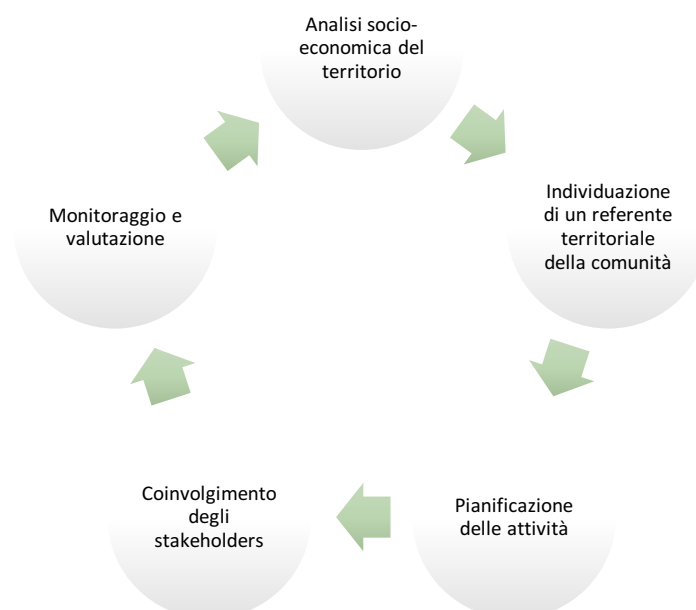 Analisi socio-
economica del
territorio
Individuazione
di un referente
territoriale
della comunità
Pianificazione
delle attività
Coinvolgimento
degli
stakeholders
Monitoraggio e
valutazione